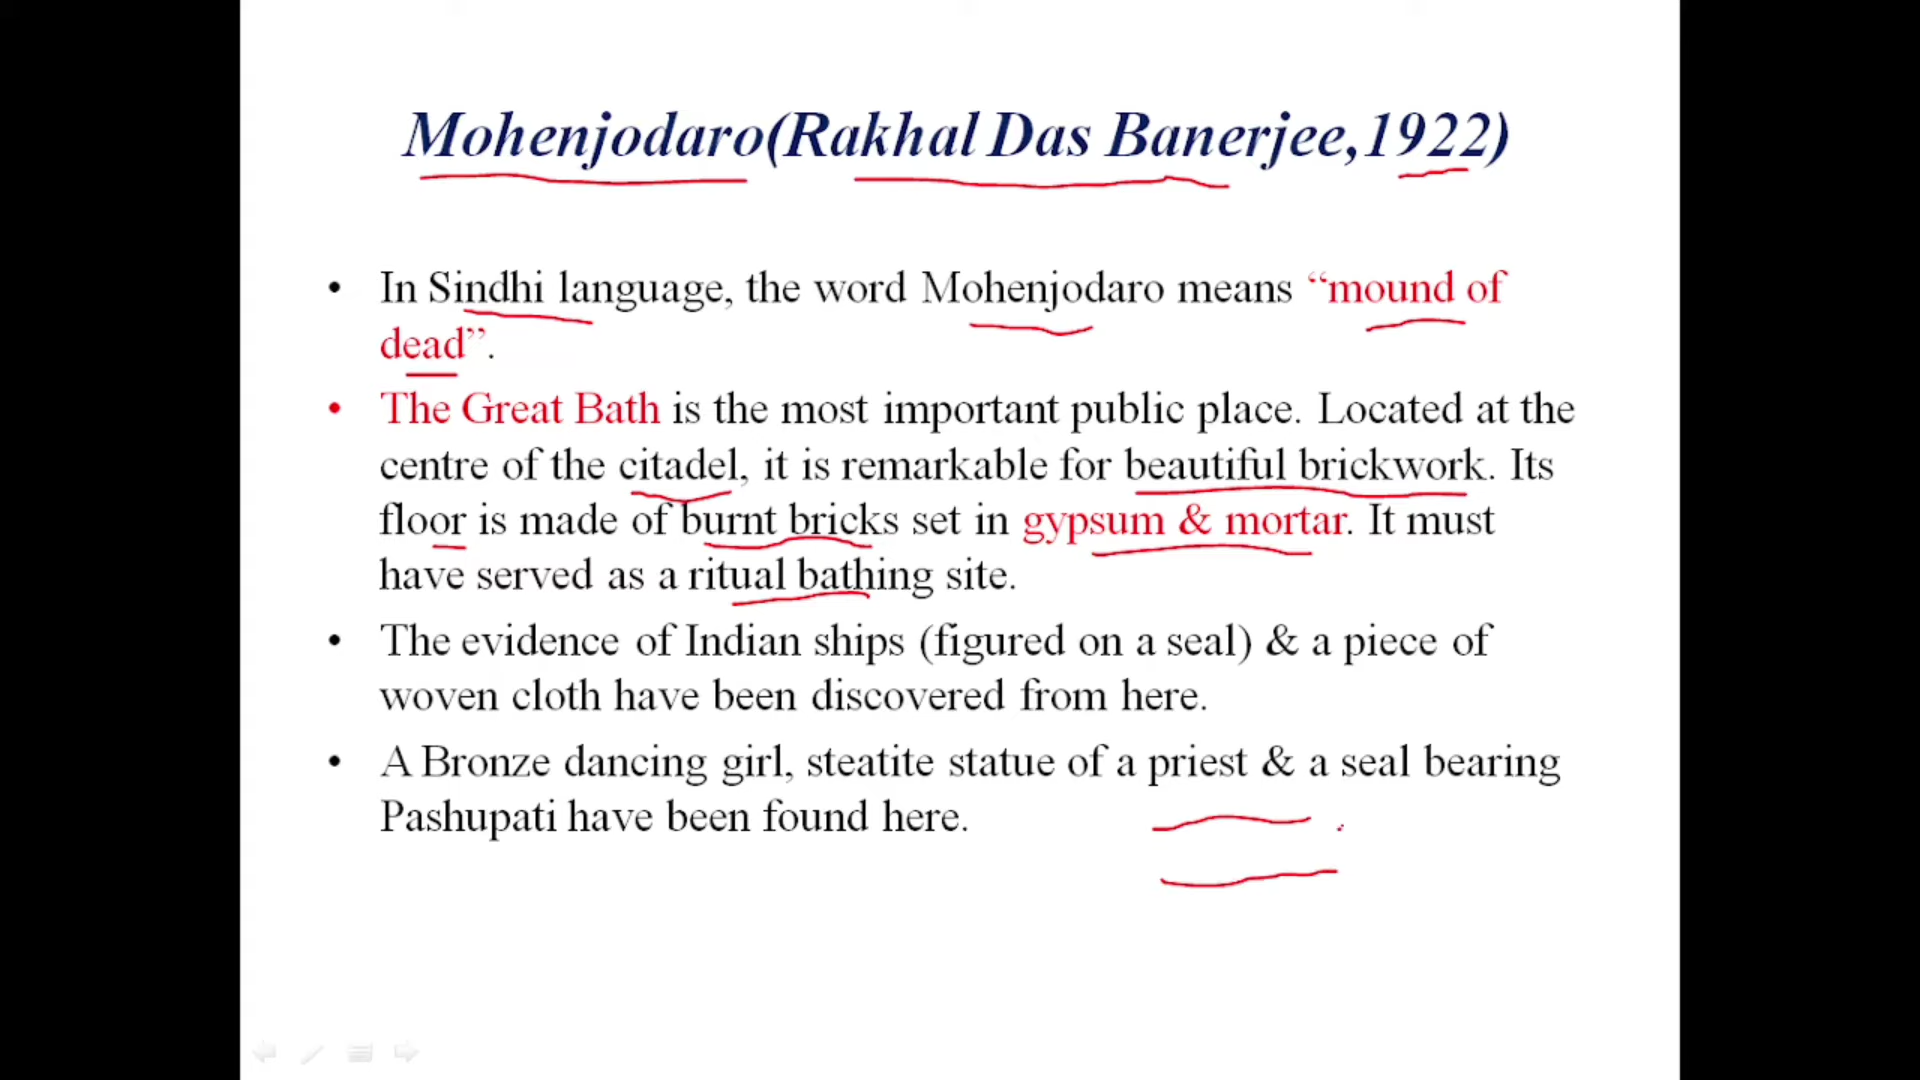 Mohenjodaro(Rakhal Das Banerjee,1922)
• In Sindhi language, the word Mohenjodaro means “mound of
dead”.
• The Great Bath is the most important public place. Located at the
centre of the citadel, it is remarkable for beautiful brickwork. Its
floor is made of burnt bricks set in gypsum & mortar. It must
have served as a ritual bathing site.
• The evidence of Indian ships (figured on a seal) & a piece of
woven cloth have been discovered from here.
• A Bronze dancing girl, steatite statue of a priest & a seal bearing
Pashupati have been found here.